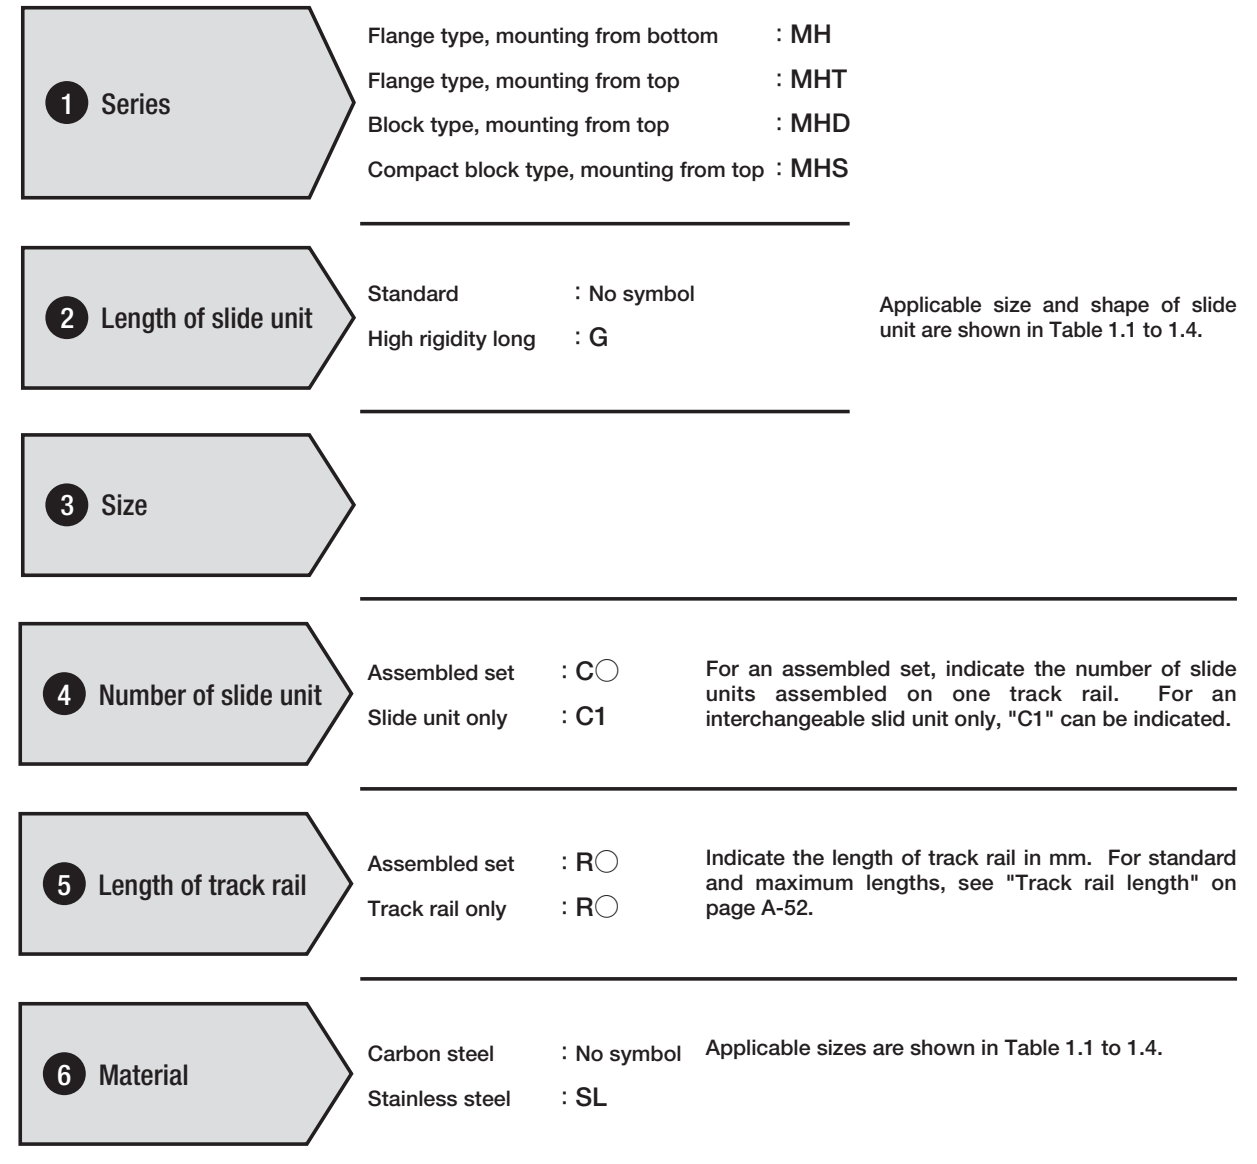 1 Series
Flange type, mounting from bottom : MH
Flange type, mounting from top : MHT
Block type, mounting from top : MHD
Compact block type, mounting from top : MHS
2 Length of slide unit
Standard : No symbol
High rigidity long : G
Applicable size and shape of slide
unit are shown in Table 1.1 to 1.4.
3 Size
4 Number of slide unit
Assembled set : C○
Slide unit only : C1
For an assembled set, indicate the number of slide
units assembled on one track rail. For an
interchangeable slid unit only, "C1" can be indicated.
5 Length of track rail
Assembled set : R○
Track rail only : R○
Indicate the length of track rail in mm. For standard
and maximum lengths, see "Track rail length" on
page A-52.
6 Material
Carbon steel : No symbol
Stainless steel : SL
Applicable sizes are shown in Table 1.1 to 1.4.